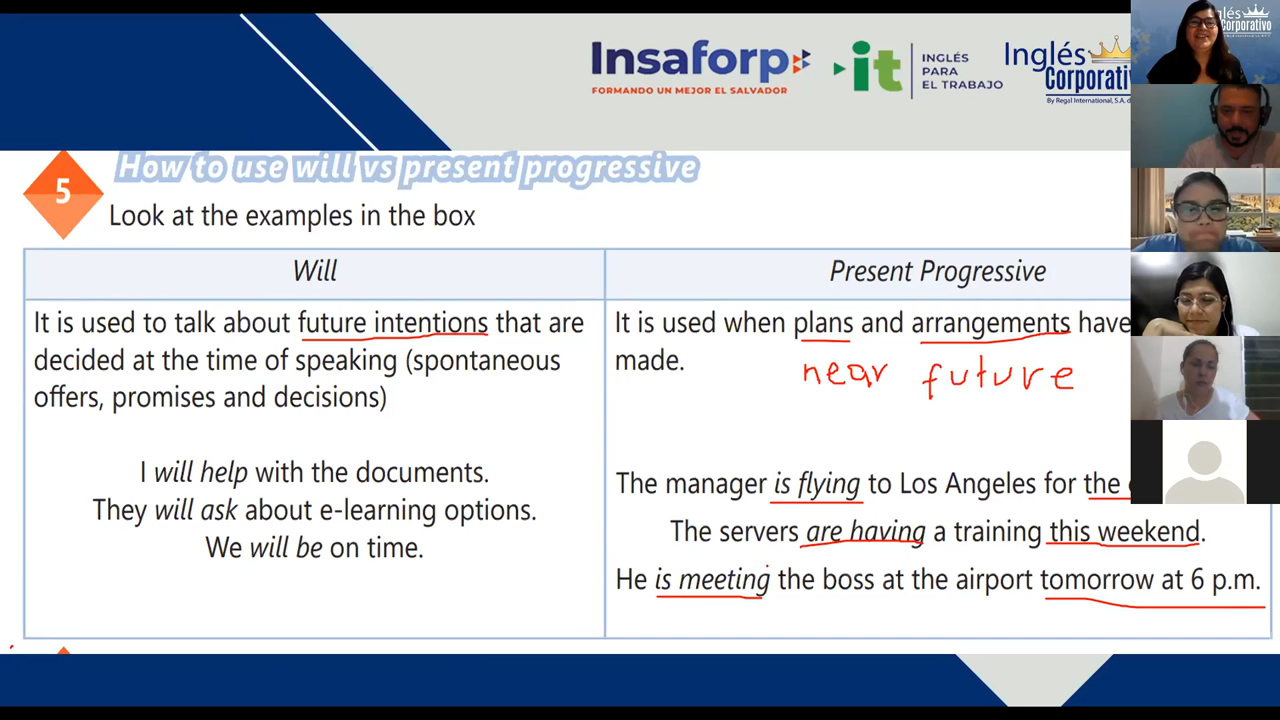 Insaforp
FORMANDO UN MEJOR EL SALVADOR
it
INGLÉS
PARA
EL TRABAJO
Inglés
Corporativ
By Regal International, S.A. d
glés
Corporativo
How to use will vs present progressive
5
Look at the examples in the box
Will
Present Progressive
It is used to talk about future intentions that are
decided at the time of speaking (spontaneous
offers, promises and decisions)
It is used when plans and arrangements have
made.
near future
I will help with the documents.
They will ask about e-learning options.
We will be on time.
The manager is flying to Los Angeles for the
The servers are having a training this weekend.
He is meeting the boss at the airport tomorrow at 6 p.m.